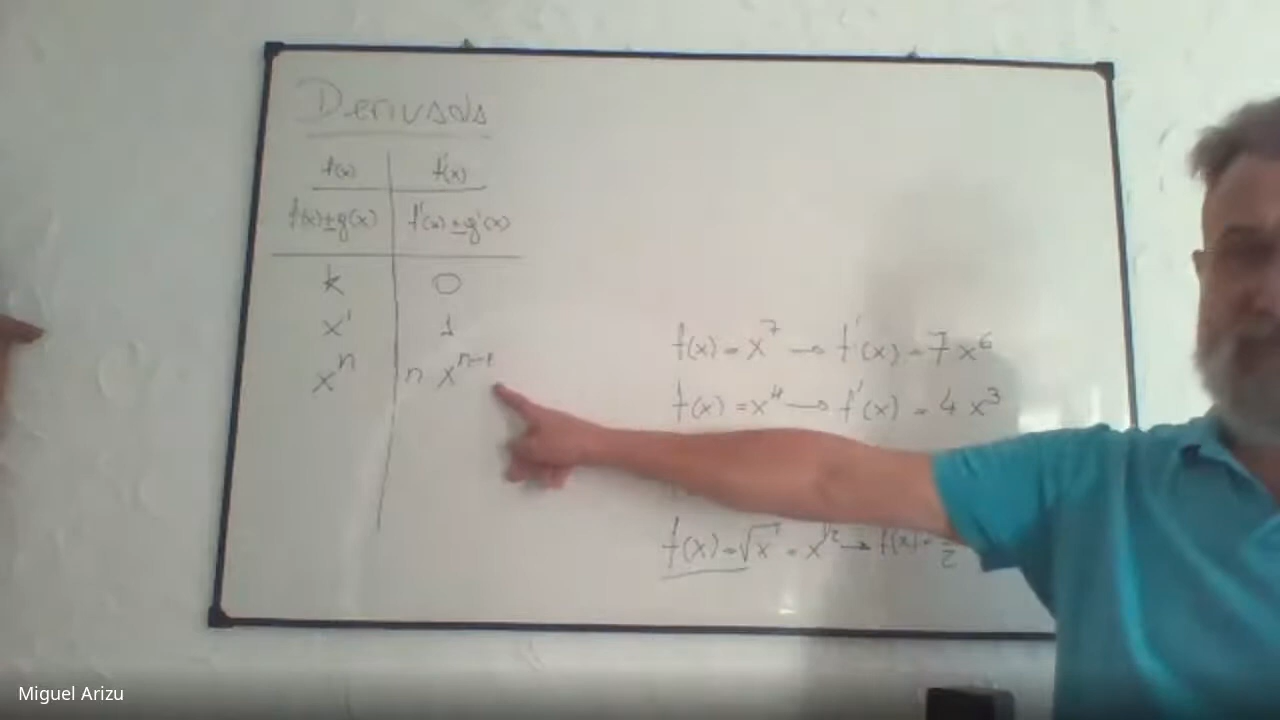 Derivada
f(x) f'(x)
f(x)±g(x) f'(x)±g'(x)
k 0
x¹ 1
xⁿ n xⁿ⁻¹
f(x) = x⁷ → f'(x) = 7x⁶
f(x) = x⁴ → f'(x) = 4x³
f(x) = √x = x^1/2 →
Miguel Arizu